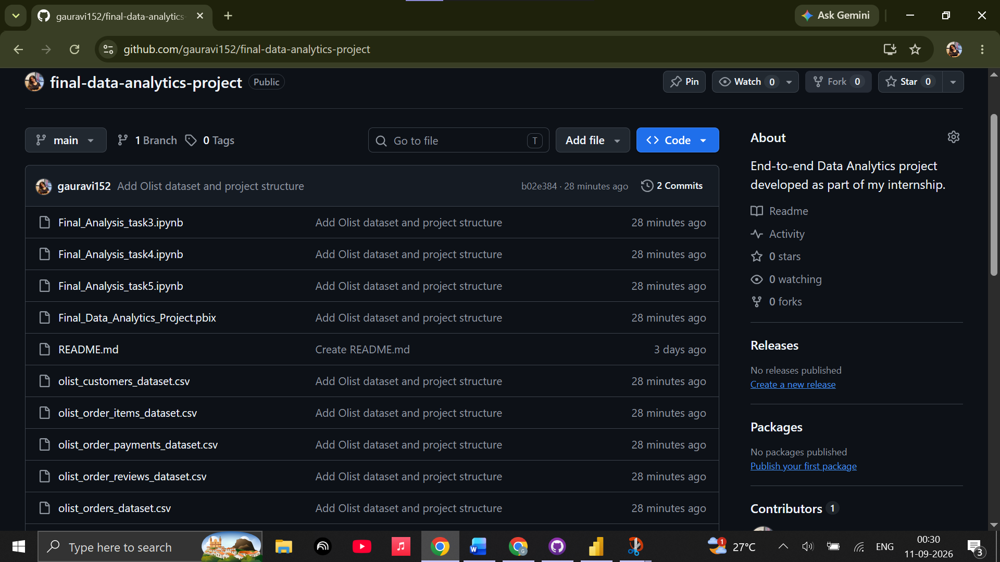 gauravi152/final-data-analytics-
Ask Gemini
github.com/gauravi152/final-data-analytics-project
final-data-analytics-project Public
Pin Watch 0 Fork 0 Star 0
main 1 Branch 0 Tags Go to file T Add file Code
gauravi152 Add Olist dataset and project structure b02e384 · 28 minutes ago 2 Commits
Final_Analysis_task3.ipynb Add Olist dataset and project structure 28 minutes ago
Final_Analysis_task4.ipynb Add Olist dataset and project structure 28 minutes ago
Final_Analysis_task5.ipynb Add Olist dataset and project structure 28 minutes ago
Final_Data_Analytics_Project.pbix Add Olist dataset and project structure 28 minutes ago
README.md Create README.md 3 days ago
olist_customers_dataset.csv Add Olist dataset and project structure 28 minutes ago
olist_order_items_dataset.csv Add Olist dataset and project structure 28 minutes ago
olist_order_payments_dataset.csv Add Olist dataset and project structure 28 minutes ago
olist_order_reviews_dataset.csv Add Olist dataset and project structure 28 minutes ago
olist_orders_dataset.csv Add Olist dataset and project structure 28 minutes ago
About
End-to-end Data Analytics project
developed as part of my internship.
Readme
Activity
0 stars
0 watching
0 forks
Releases
No releases published
Create a new release
Packages
No packages published
Publish your first package
Contributors 1
Type here to search
W
G
1
27°C
ENG
00:30
11-09-2026
3